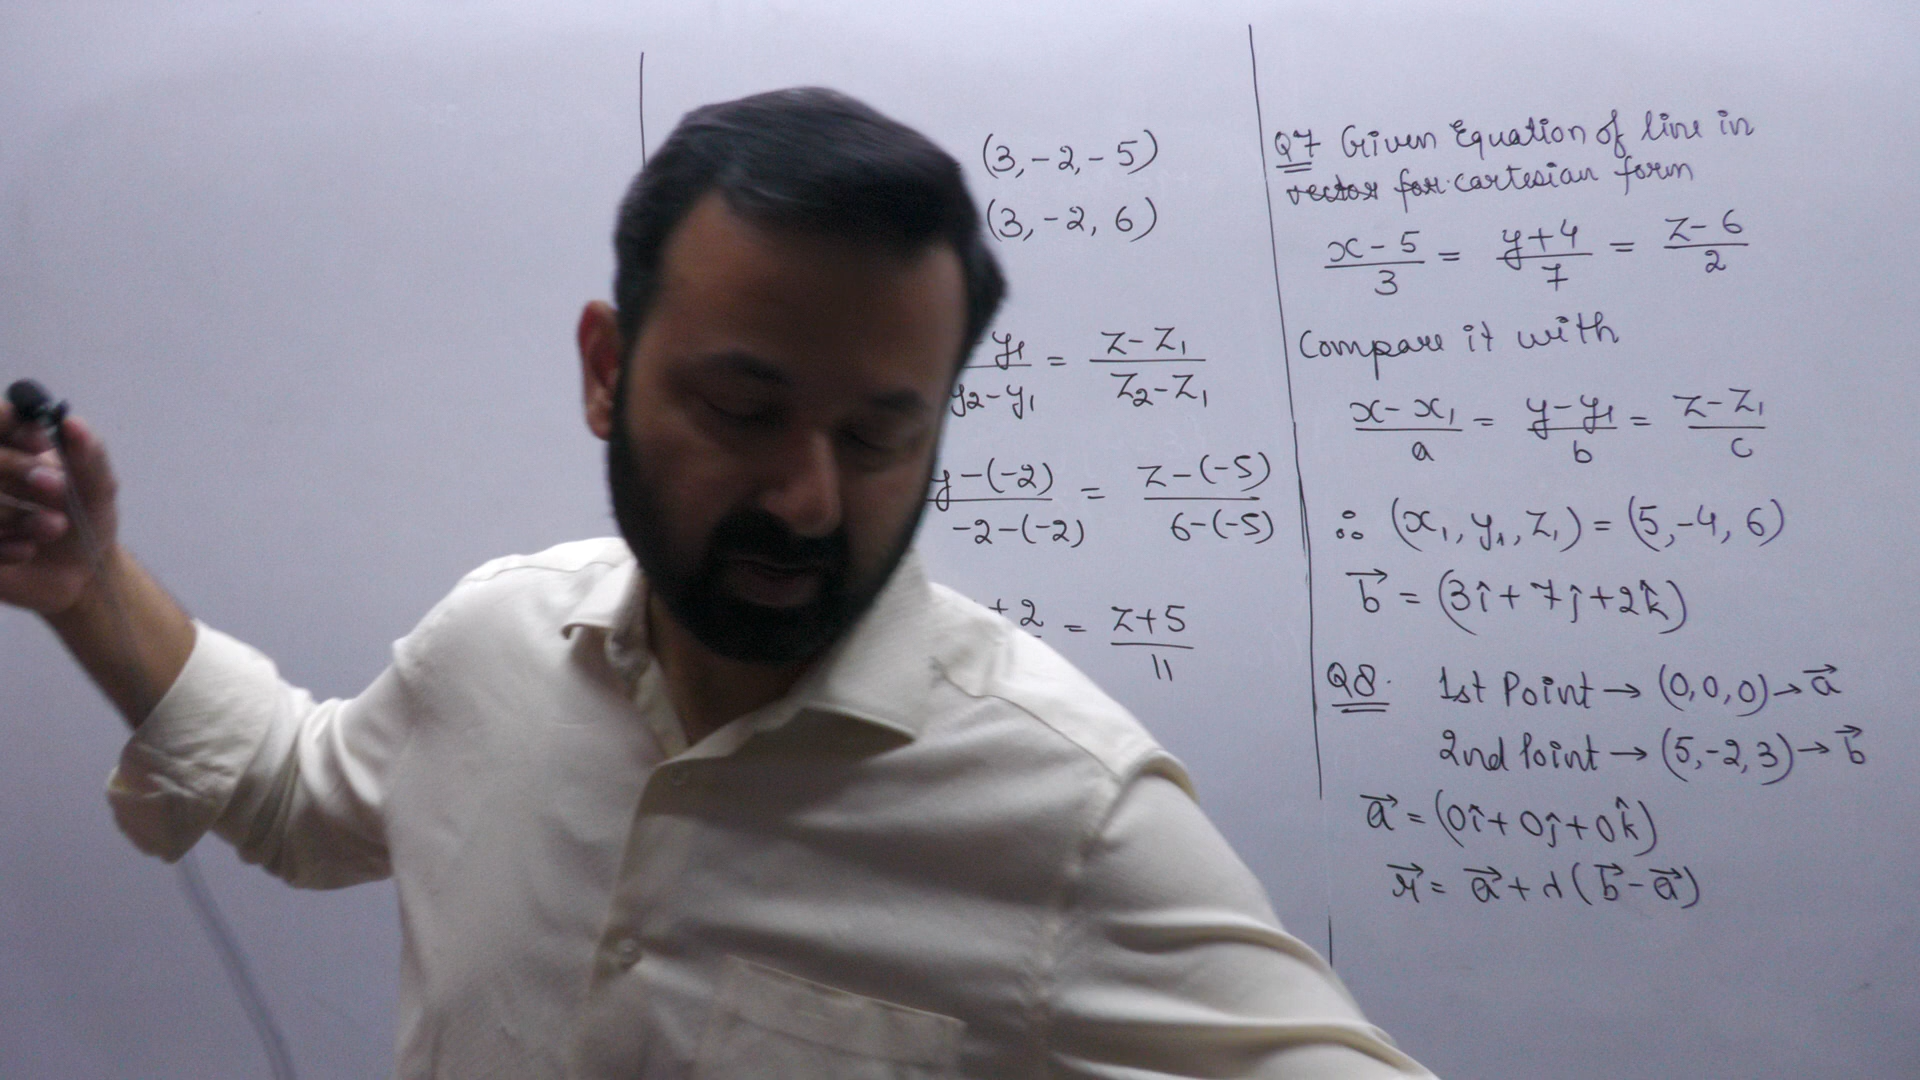 (3,-2,-5)
(3,-2,6)
y₁ = z-z₁
y₂-y₁ z₂-z₁
y-(-2) = z-(-5)
-2-(-2) 6-(-5)
+2 = z+5
11
Q7 Given Equation of line in
vector for cartesian form
x-5/3 = y+4/7 = z-6/2
Compare it with
x-x₁/a = y-y₁/b = z-z₁/c
∴ (x₁, y₁, z₁) = (5,-4, 6)
b⃗ = (3î+7ĵ+2k̂)
Q8. 1st Point → (0,0,0) → a⃗
2nd Point → (5,-2,3) → b⃗
a⃗ = (0î+0ĵ+0k̂)
r⃗ = a⃗+λ(b⃗-a⃗)